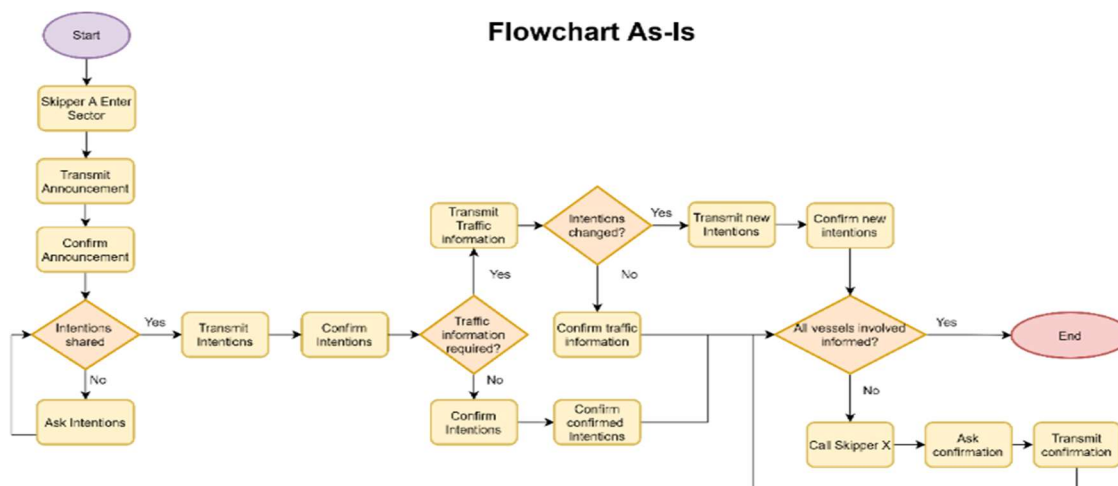 Flowchart As-Is
Start
Skipper A Enter
Sector
Transmit
Announcement
Confirm
Announcement
Intentions
shared
Yes
No
Ask Intentions
Transmit
Intentions
Confirm
Intentions
Traffic
information
required?
Yes
No
Transmit
Traffic
information
Intentions
changed?
Yes
No
Transmit new
Intentions
Confirm new
intentions
Confirm traffic
information
Confirm
Intentions
Confirm
confirmed
Intentions
All vessels involved
informed?
Yes
No
End
Call Skipper X
Ask
confirmation
Transmit
confirmation